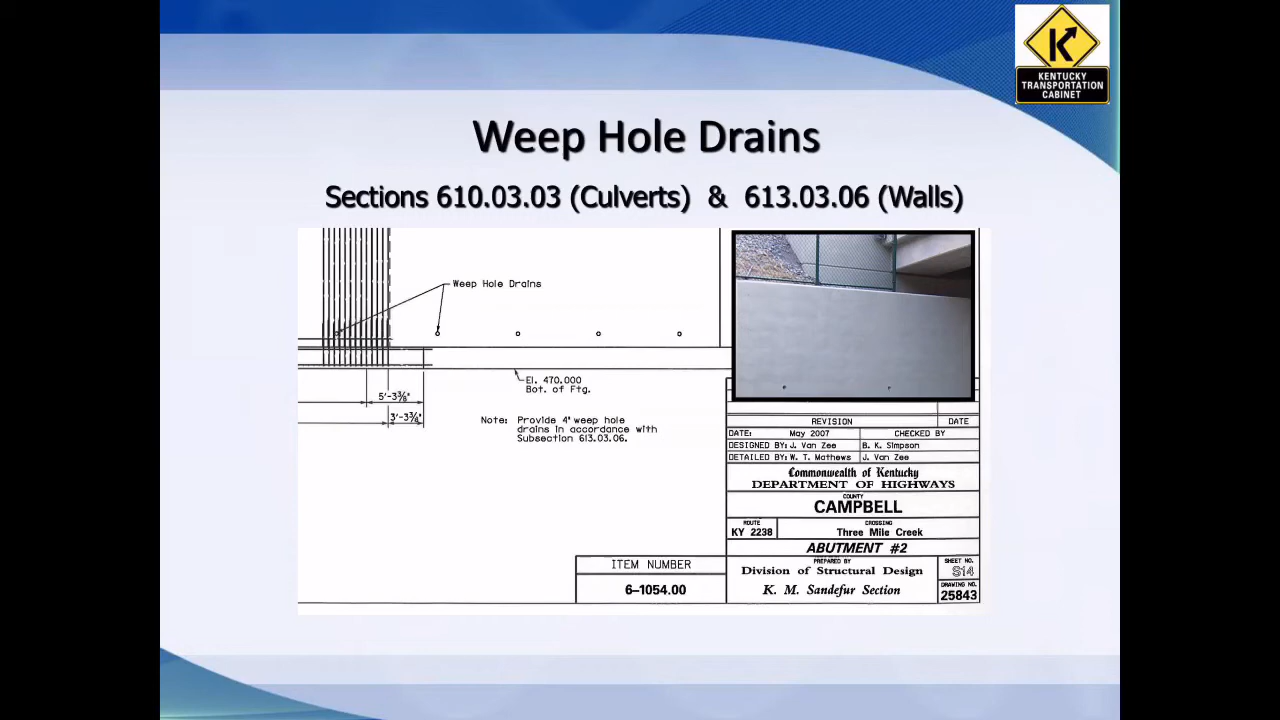 KENTUCKY
TRANSPORTATION
CABINET
Weep Hole Drains
Sections 610.03.03 (Culverts) & 613.03.06 (Walls)
Weep Hole Drains
El. 470.000
Bot. of Ftg.
5'-3⅜"
3'-3¾"
Note: Provide 4" weep hole
drains in accordance with
Subsection 613.03.06.
REVISION DATE
DATE: May 2007 CHECKED BY
DESIGNED BY: J. Van Zee B. K. Simpson
DETAILED BY: W. T. Mathews J. Van Zee
Commonwealth of Kentucky
DEPARTMENT OF HIGHWAYS
COUNTY
CAMPBELL
ROUTE CROSSING
KY 2238 Three Mile Creek
ABUTMENT #2
ITEM NUMBER
6-1054.00
PREPARED BY
Division of Structural Design
K. M. Sandefur Section
SHEET NO.
S14
DRAWING NO.
25843